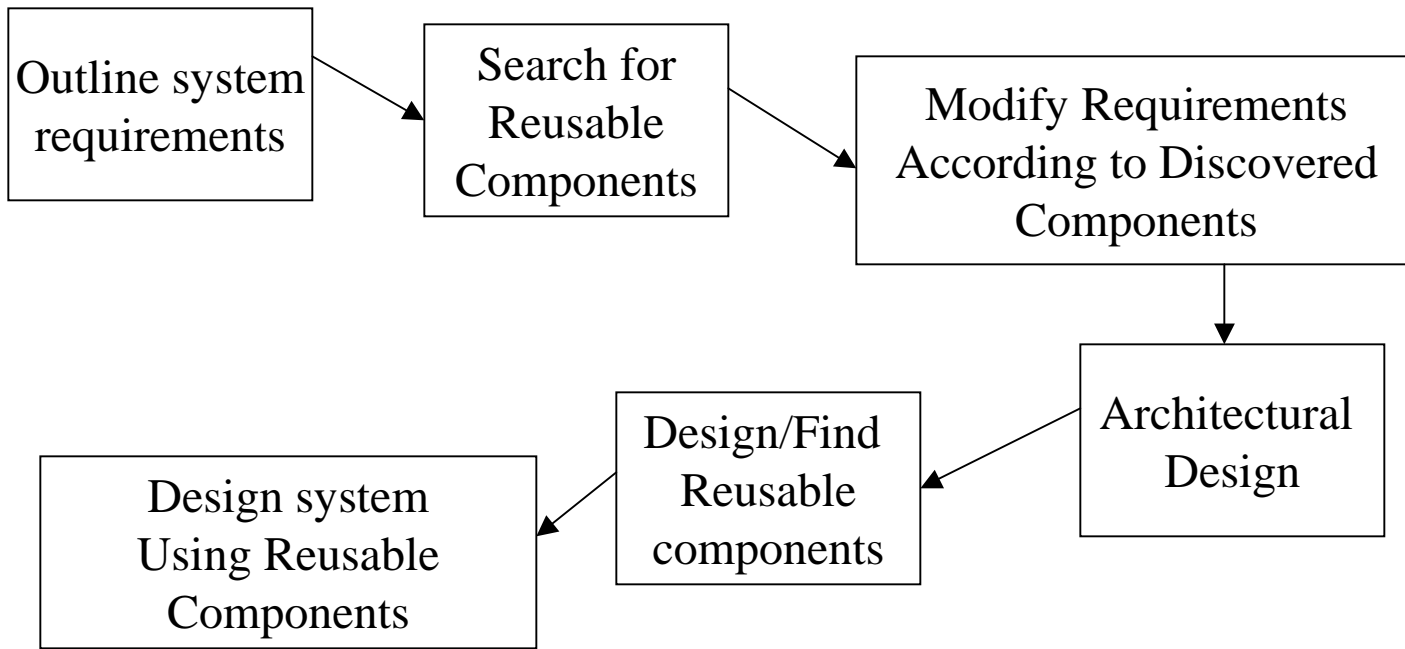 Outline system
requirements
Search for
Reusable
Components
Modify Requirements
According to Discovered
Components
Architectural
Design
Design/Find
Reusable
components
Design system
Using Reusable
Components